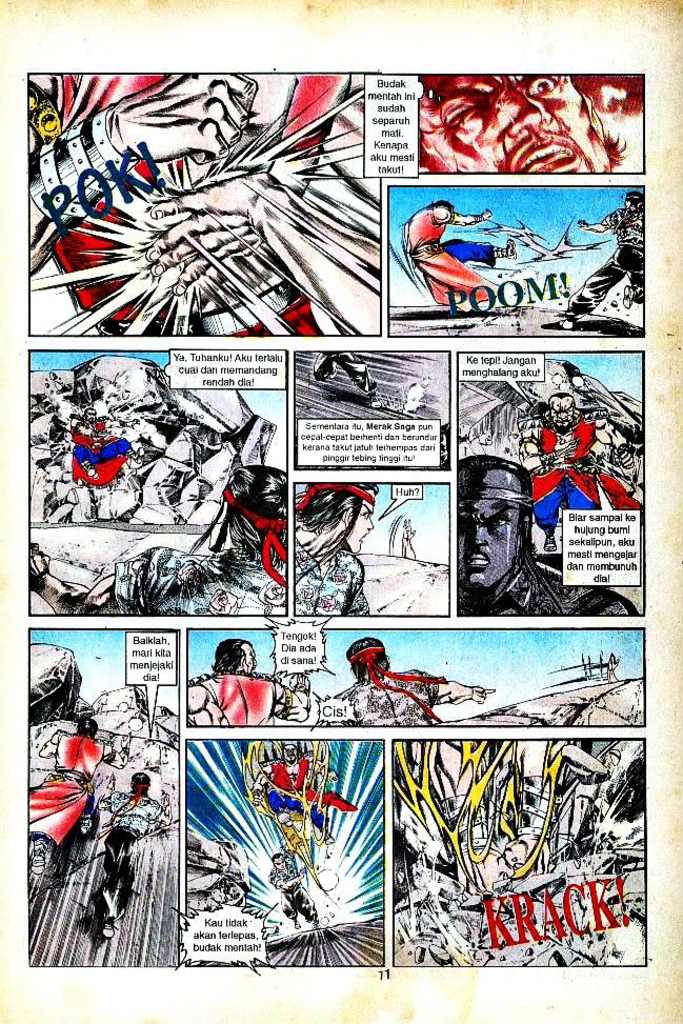 POK!
Budak
mentah ini
sudah
separuh
mati.
Kenapa
aku mesti
takut!
POOM!
Ya, Tuhanku! Aku terlalu
cuai dan memandang
rendah dia!
Sementara itu, Merak Saga pun
cepat-cepat berhenti dan berundur
kerana takut jatuh terhempas dari
pinggir tebing tinggi itu!
Huh?
Ke tepi! Jangan
menghalang aku!
Biar sampai ke
hujung bumi
sekalipun, aku
mesti mengejar
dan membunuh
dia!
Baiklah,
mari kita
menjejaki
dia!
Tengok!
Dia ada
di sana!
Cis!
Kau tidak
akan terlepas,
budak mentah!
KRACK!
11